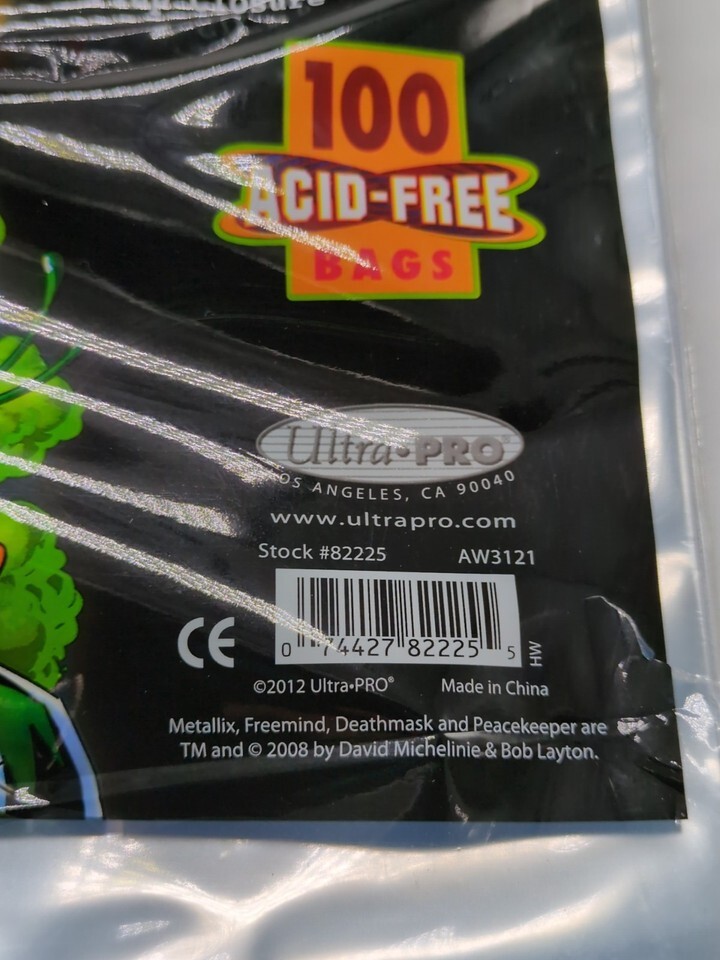 100
ACID-FREE
BAGS
Ultra•PRO®
LOS ANGELES, CA 90040
www.ultrapro.com
Stock #82225 AW3121
CE
0 74427 82225 5
HW
©2012 Ultra•PRO® Made in China
Metallix, Freemind, Deathmask and Peacekeeper are
TM and © 2008 by David Michelinie & Bob Layton.